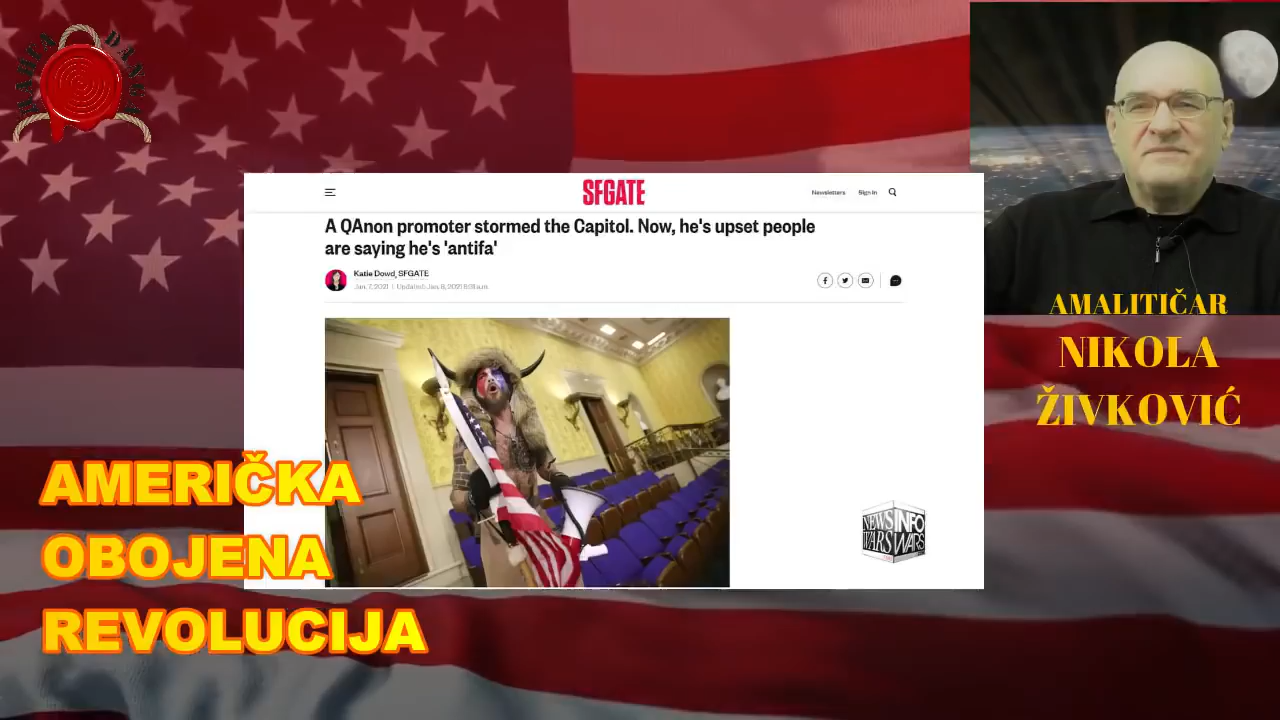 SFGATE
Newsletters Sign In
A QAnon promoter stormed the Capitol. Now, he's upset people
are saying he's 'antifa'
Katie Dowd, SFGATE
AMALITIČAR
NIKOLA
ŽIVKOVIĆ
NEWS INFO
WARS WARS
AMERIČKA
OBOJENA
REVOLUCIJA